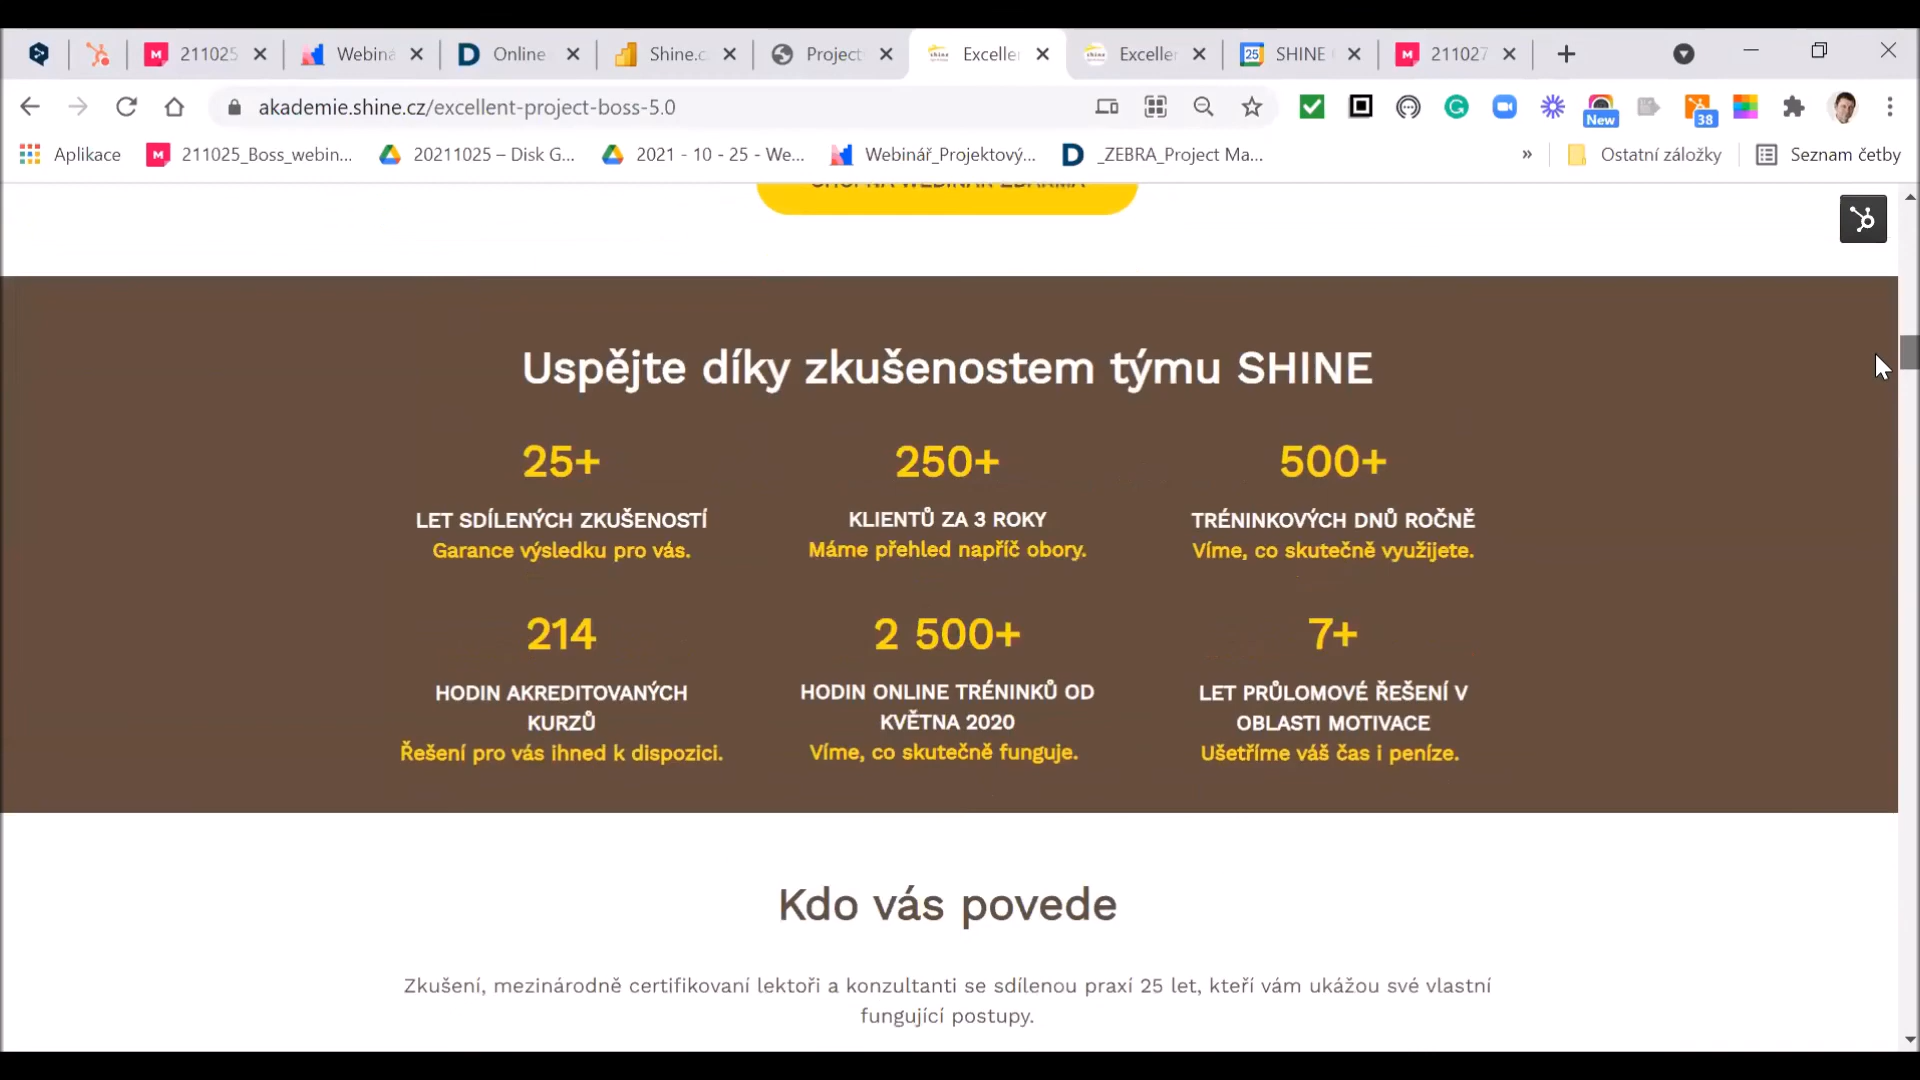 211025
Webiná
Online
Shine.c
Project
Exceller
Exceller
SHINE
211027
akademie.shine.cz/excellent-project-boss-5.0
New
38
Aplikace
211025_Boss_webin...
20211025 – Disk G...
2021 - 10 - 25 - We...
Webinář_Projektový...
_ZEBRA_Project Ma...
»
Ostatní záložky
Seznam četby
NA WEBINÁŘ ZDARMA
Uspějte díky zkušenostem týmu SHINE
25+
250+
500+
LET SDÍLENÝCH ZKUŠENOSTÍ
KLIENTŮ ZA 3 ROKY
TRÉNINKOVÝCH DNŮ ROČNĚ
Garance výsledku pro vás.
Máme přehled napříč obory.
Víme, co skutečně využijete.
214
2 500+
7+
HODIN AKREDITOVANÝCH
HODIN ONLINE TRÉNINKŮ OD
LET PRŮLOMOVÉ ŘEŠENÍ V
KURZŮ
KVĚTNA 2020
OBLASTI MOTIVACE
Řešení pro vás ihned k dispozici.
Víme, co skutečně funguje.
Ušetříme váš čas i peníze.
Kdo vás povede
Zkušení, mezinárodně certifikovaní lektoři a konzultanti se sdílenou praxí 25 let, kteří vám ukážou své vlastní
fungující postupy.